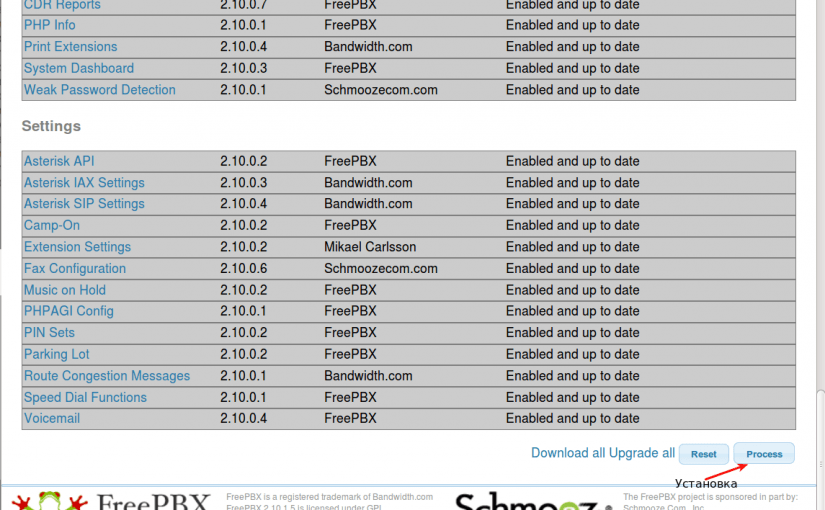 CDR Reports 2.10.0.7 FreePBX Enabled and up to date
PHP Info 2.10.0.1 FreePBX Enabled and up to date
Print Extensions 2.10.0.4 Bandwidth.com Enabled and up to date
System Dashboard 2.10.0.3 FreePBX Enabled and up to date
Weak Password Detection 2.10.0.1 Schmoozecom.com Enabled and up to date
Settings
Asterisk API 2.10.0.2 FreePBX Enabled and up to date
Asterisk IAX Settings 2.10.0.3 Bandwidth.com Enabled and up to date
Asterisk SIP Settings 2.10.0.4 Bandwidth.com Enabled and up to date
Camp-On 2.10.0.2 FreePBX Enabled and up to date
Extension Settings 2.10.0.2 Mikael Carlsson Enabled and up to date
Fax Configuration 2.10.0.6 Schmoozecom.com Enabled and up to date
Music on Hold 2.10.0.2 FreePBX Enabled and up to date
PHPAGI Config 2.10.0.1 FreePBX Enabled and up to date
PIN Sets 2.10.0.2 FreePBX Enabled and up to date
Parking Lot 2.10.0.2 FreePBX Enabled and up to date
Route Congestion Messages 2.10.0.1 Bandwidth.com Enabled and up to date
Speed Dial Functions 2.10.0.1 FreePBX Enabled and up to date
Voicemail 2.10.0.4 FreePBX Enabled and up to date
Download all Upgrade all Reset Process
Установка
FreePBX FreePBX is a registered trademark of Bandwidth.com Schmooze The FreePBX project is sponsored in part by:
FreePBX 2.10.1.5 is licensed under GPL Schmooze Com., Inc.